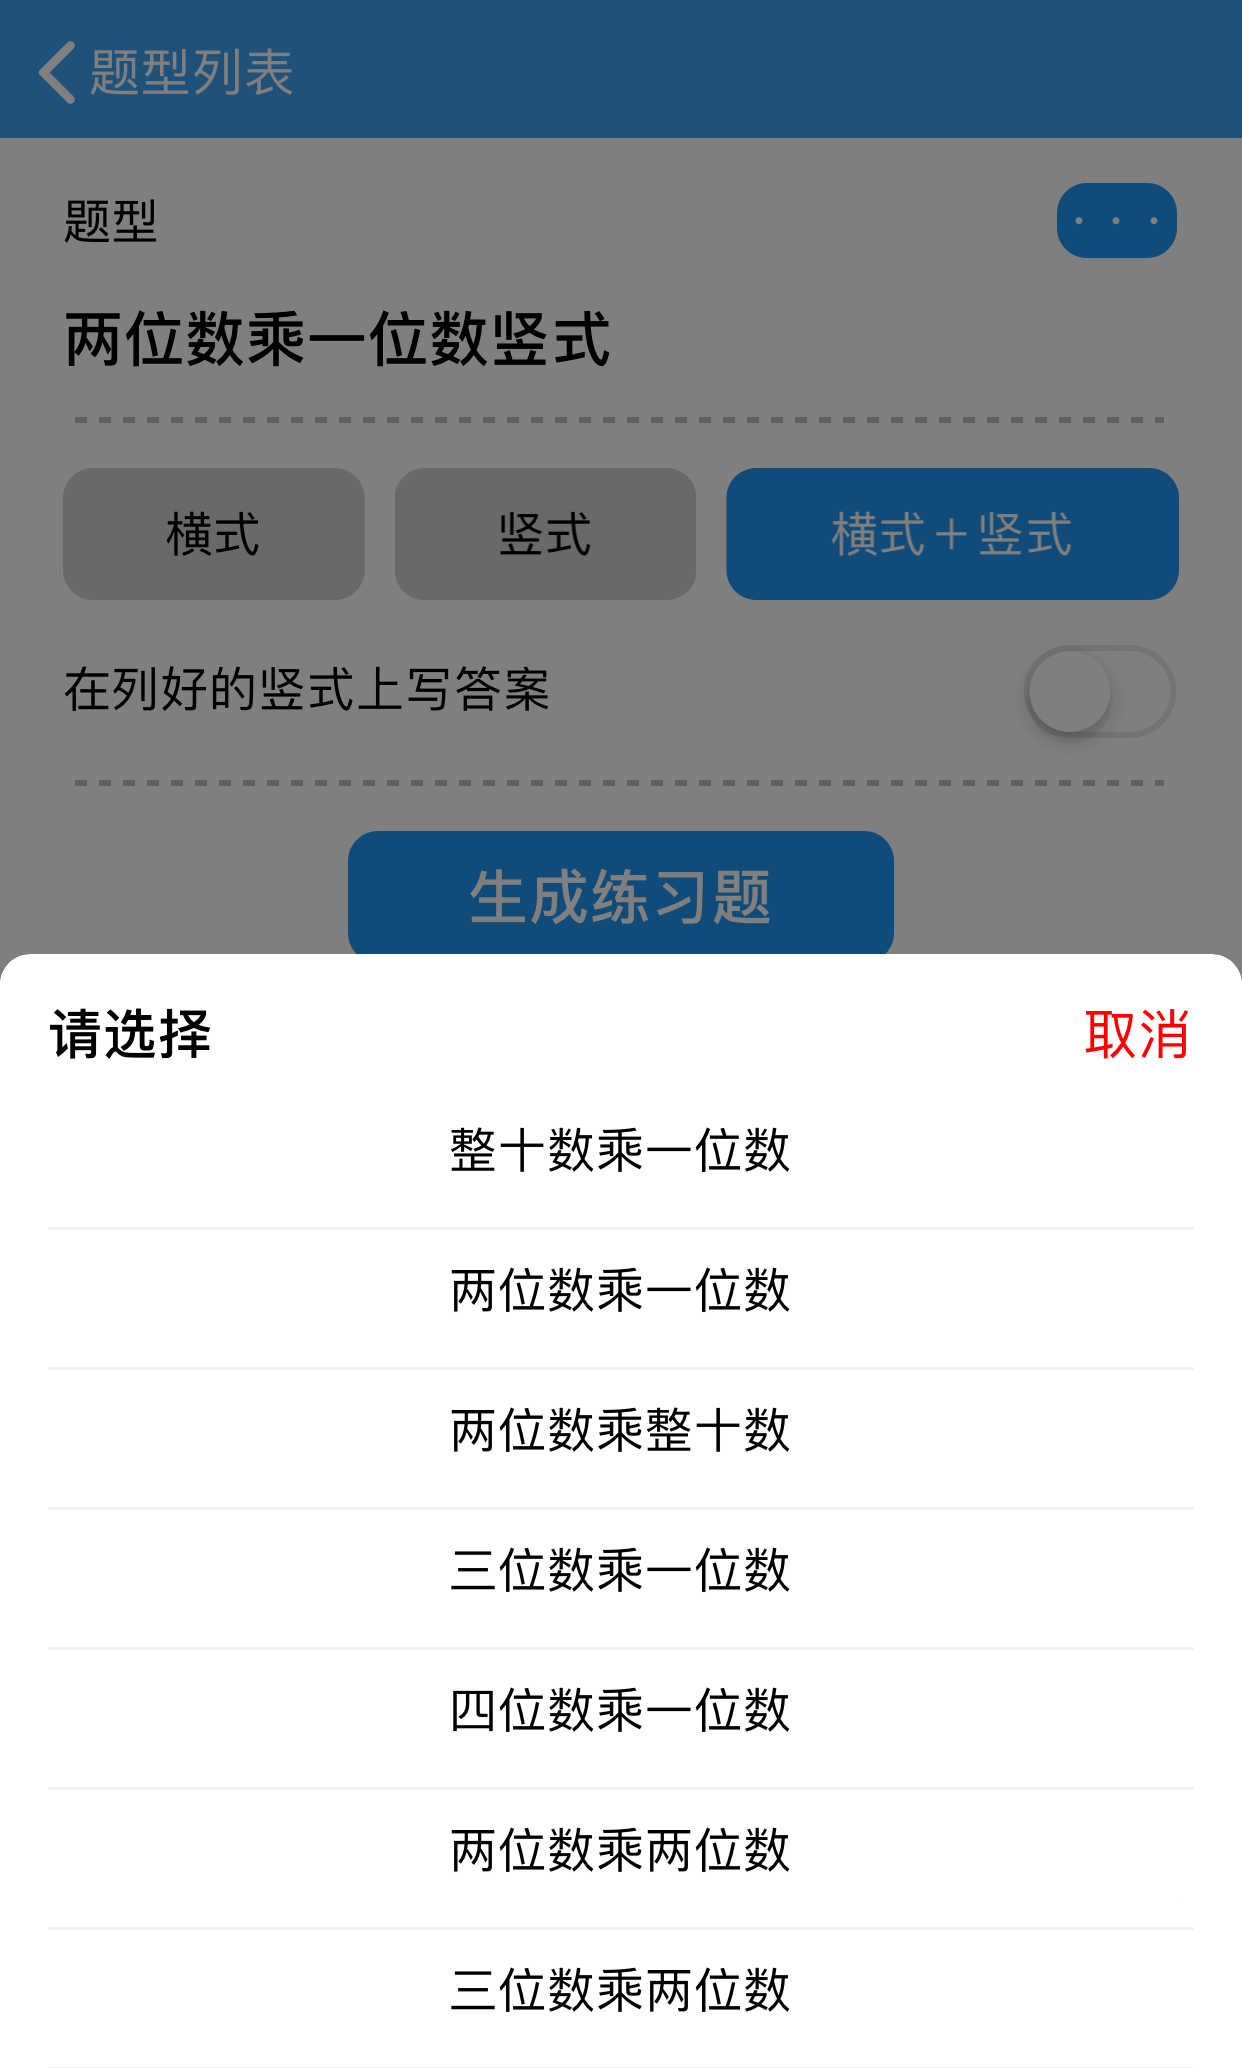 题型列表
题型
...
两位数乘一位数竖式
横式 竖式 横式+竖式
在列好的竖式上写答案
生成练习题
请选择 取消
整十数乘一位数
两位数乘一位数
两位数乘整十数
三位数乘一位数
四位数乘一位数
两位数乘两位数
三位数乘两位数